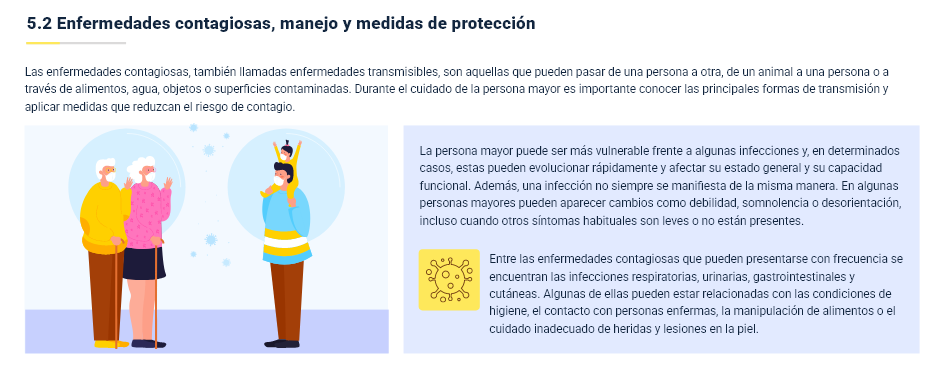 5.2 Enfermedades contagiosas, manejo y medidas de protección
Las enfermedades contagiosas, también llamadas enfermedades transmisibles, son aquellas que pueden pasar de una persona a otra, de un animal a una persona o a
través de alimentos, agua, objetos o superficies contaminadas. Durante el cuidado de la persona mayor es importante conocer las principales formas de transmisión y
aplicar medidas que reduzcan el riesgo de contagio.
La persona mayor puede ser más vulnerable frente a algunas infecciones y, en determinados
casos, estas pueden evolucionar rápidamente y afectar su estado general y su capacidad
funcional. Además, una infección no siempre se manifiesta de la misma manera. En algunas
personas mayores pueden aparecer cambios como debilidad, somnolencia o desorientación,
incluso cuando otros síntomas habituales son leves o no están presentes.
Entre las enfermedades contagiosas que pueden presentarse con frecuencia se
encuentran las infecciones respiratorias, urinarias, gastrointestinales y
cutáneas. Algunas de ellas pueden estar relacionadas con las condiciones de
higiene, el contacto con personas enfermas, la manipulación de alimentos o el
cuidado inadecuado de heridas y lesiones en la piel.